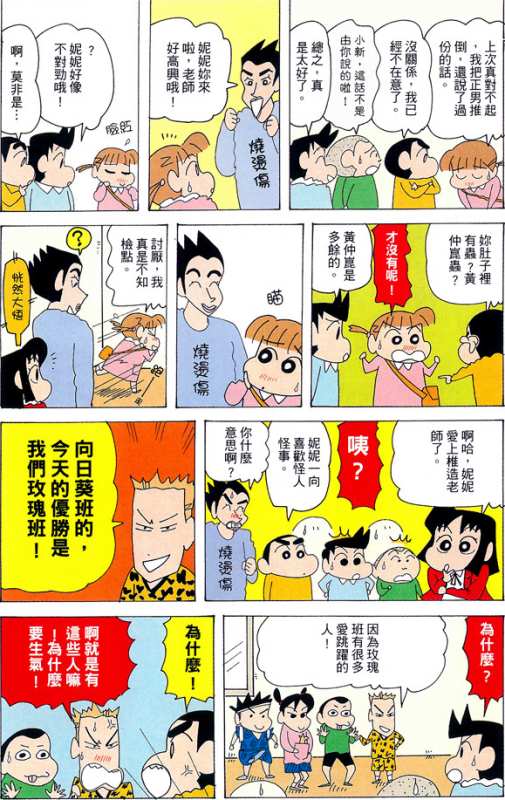 上次真對不起
，我把正男推
倒，還說了過
份的話。
沒關係，我已
經不在意了。
小新，這話不是
由你說的啦！
總之，真
是太好了。
妮妮妳來
啦，老師
好高興哦！
燒燙傷
臉紅
？
妮妮好像
不對勁哦！
啊，莫非是…
妳肚子裡
有蟲？黃
仲崑蟲？
才沒有呢！
黃仲崑是
多餘的。
瞄
燒燙傷
？
討厭，我
真是不知
檢點。
恍然大悟
啊哈，妮妮
愛上椎造老
師了。
咦？
妮妮一向
喜歡怪人
怪事。
你什麼
意思啊？
燒燙傷
向日葵班的，
今天的優勝是
我們玫瑰班！
為什麼？
因為玫瑰
班有很多
愛跳躍的
人！
為什麼！
啊就是有
這些人嘛
！為什麼
要生氣！